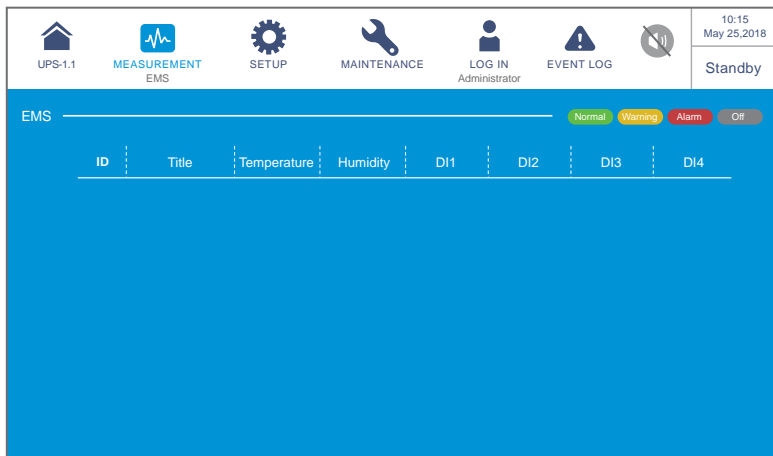 10:15
May 25,2018
UPS-1.1 MEASUREMENT SETUP MAINTENANCE LOG IN EVENT LOG
EMS Administrator
Standby
EMS Normal Warning Alarm Off
ID Title Temperature Humidity DI1 DI2 DI3 DI4